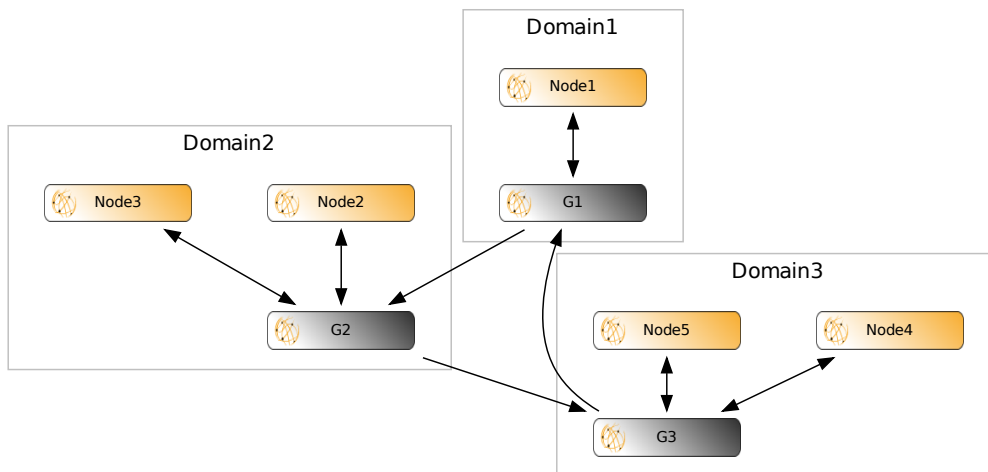 Domain1
Node1
G1
Domain2
Node3
Node2
G2
Domain3
Node5
Node4
G3